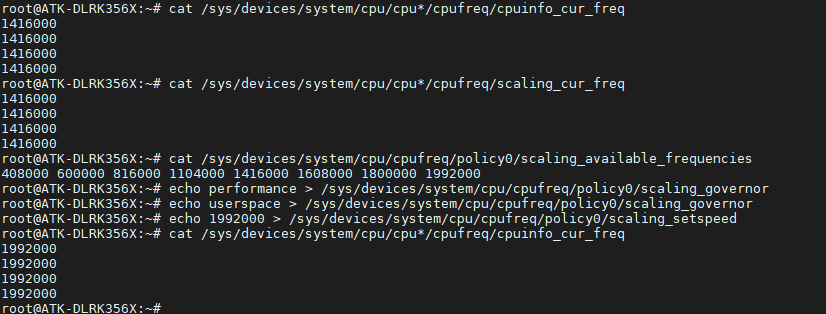 root@ATK-DLRK356X:~# cat /sys/devices/system/cpu/cpu*/cpufreq/cpuinfo_cur_freq
1416000
1416000
1416000
1416000
root@ATK-DLRK356X:~# cat /sys/devices/system/cpu/cpu*/cpufreq/scaling_cur_freq
1416000
1416000
1416000
1416000
root@ATK-DLRK356X:~# cat /sys/devices/system/cpu/cpufreq/policy0/scaling_available_frequencies
408000 600000 816000 1104000 1416000 1608000 1800000 1992000
root@ATK-DLRK356X:~# echo performance > /sys/devices/system/cpu/cpufreq/policy0/scaling_governor
root@ATK-DLRK356X:~# echo userspace > /sys/devices/system/cpu/cpufreq/policy0/scaling_governor
root@ATK-DLRK356X:~# echo 1992000 > /sys/devices/system/cpu/cpufreq/policy0/scaling_setspeed
root@ATK-DLRK356X:~# cat /sys/devices/system/cpu/cpu*/cpufreq/cpuinfo_cur_freq
1992000
1992000
1992000
1992000
root@ATK-DLRK356X:~#